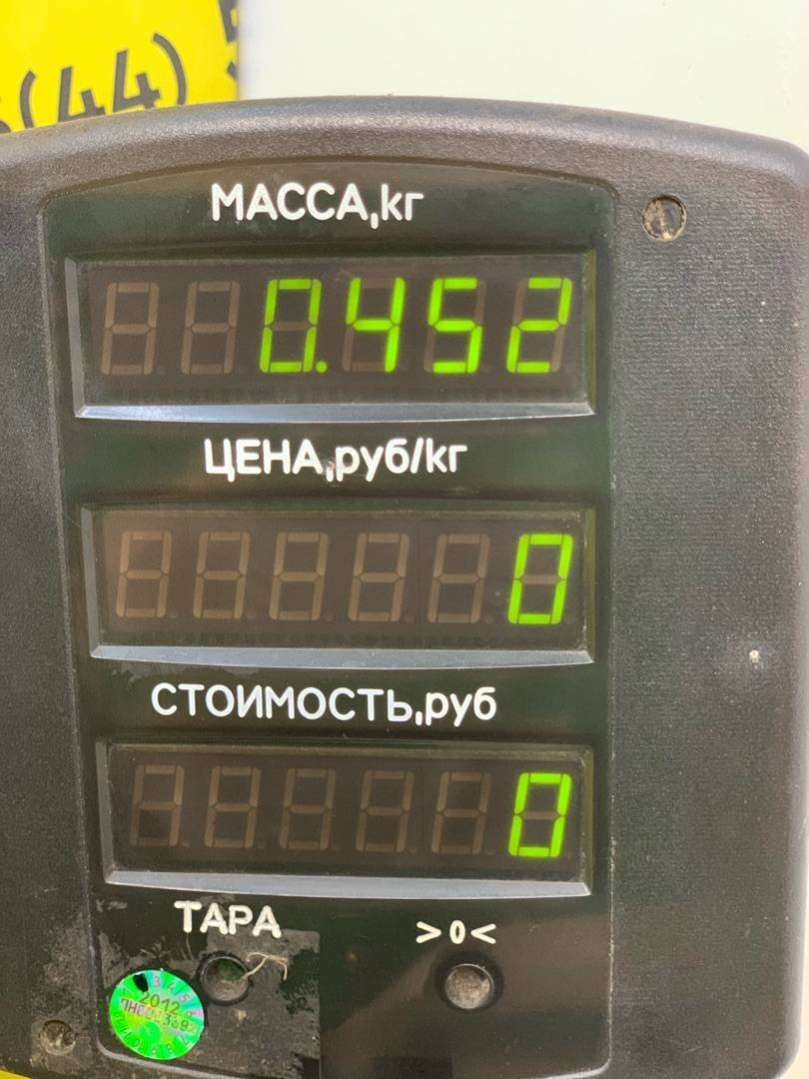 (44)
МАССА,кг
0.452
ЦЕНА,руб/кг
0
СТОИМОСТЬ,руб
0
ТАРА >0<
2012